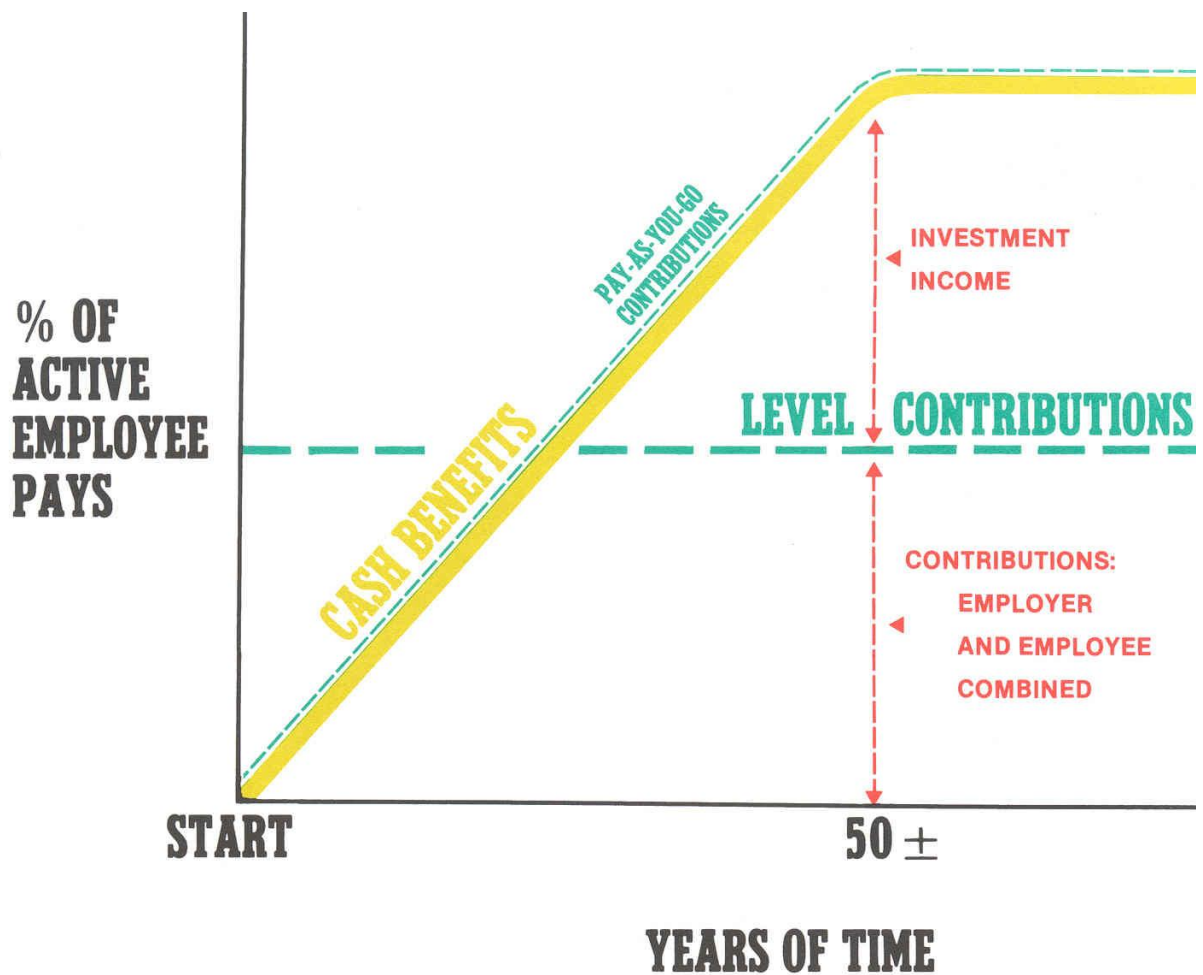 % OF
ACTIVE
EMPLOYEE
PAYS
CASH BENEFITS
PAY-AS-YOU-GO
CONTRIBUTIONS
INVESTMENT
INCOME
LEVEL CONTRIBUTIONS
CONTRIBUTIONS:
EMPLOYER
AND EMPLOYEE
COMBINED
START
50 ±
YEARS OF TIME